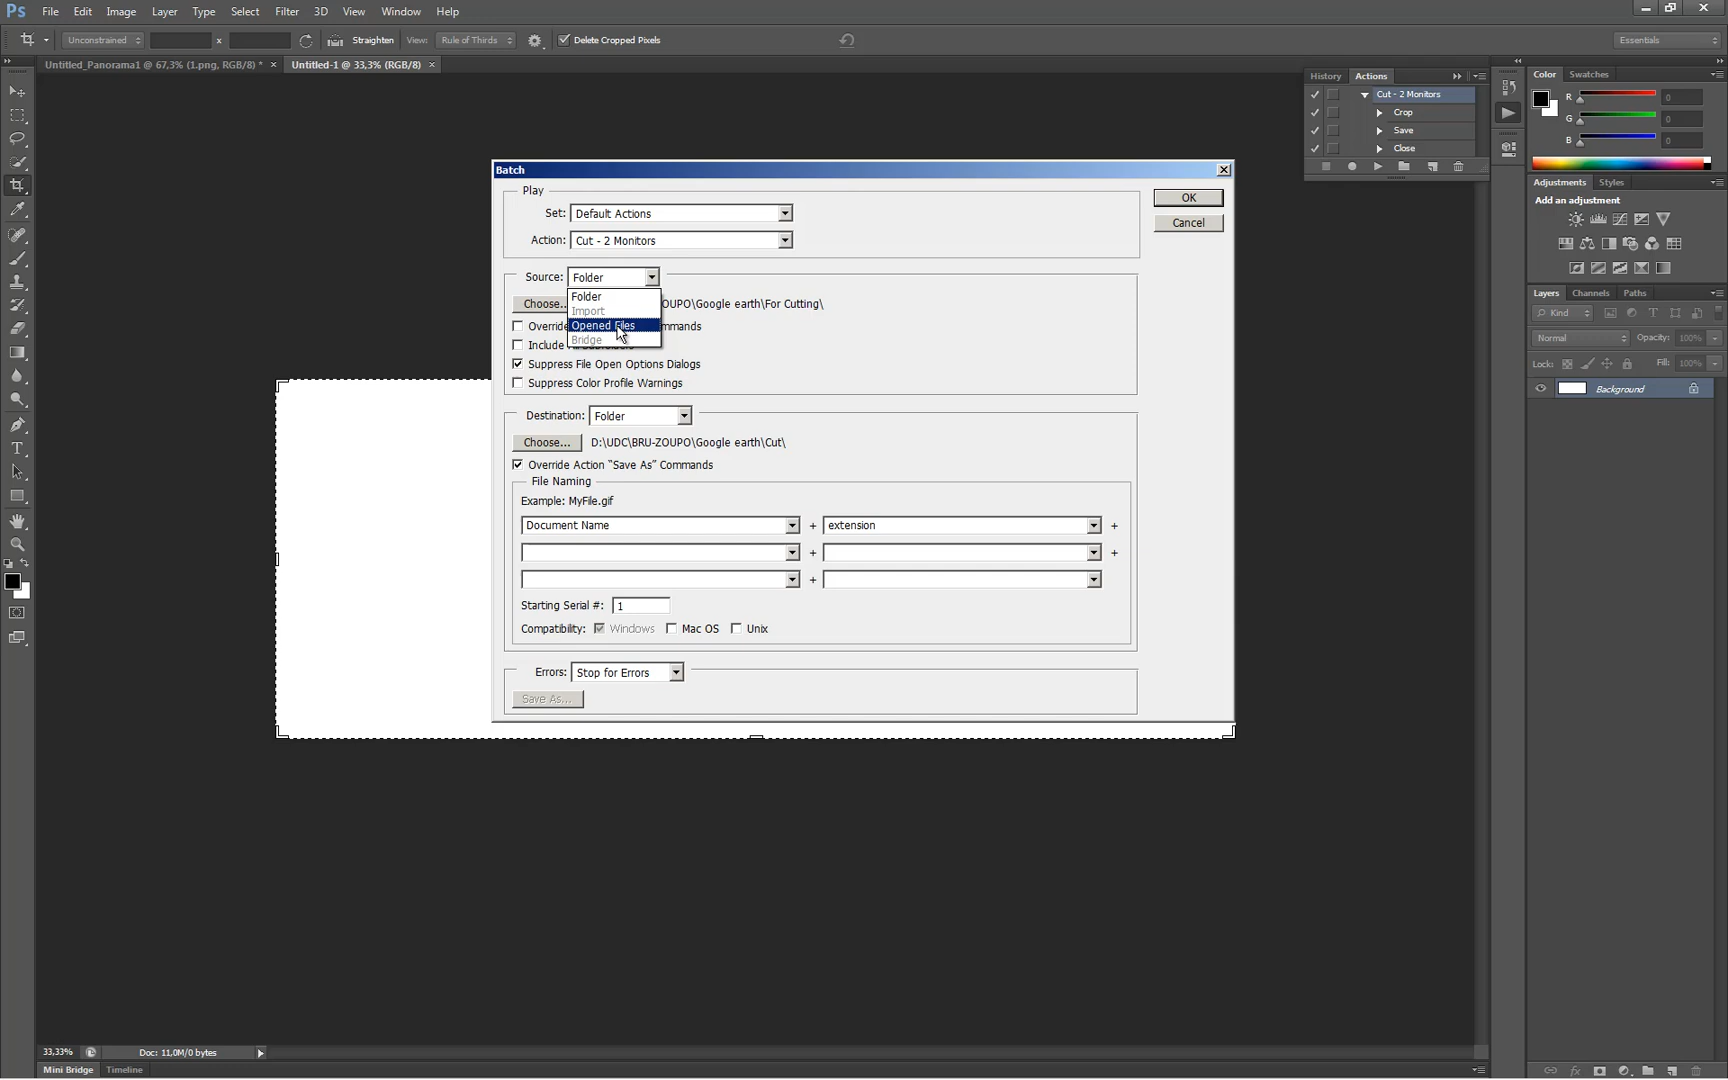 Ps File Edit Image Layer Type Select Filter 3D View Window Help
Unconstrained x Straighten View: Rule of Thirds Delete Cropped Pixels Essentials
Untitled_Panorama1 @ 67,3% (1.png, RGB/8) * × Untitled-1 @ 33,3% (RGB/8) ×
History Actions
Cut - 2 Monitors
Crop
Save
Close
Color Swatches
R 0
G 0
B 0
Adjustments Styles
Add an adjustment
Layers Channels Paths
Kind
Normal Opacity: 100%
Lock: Fill: 100%
Background
Batch
Play
Set: Default Actions
Action: Cut - 2 Monitors
OK
Cancel
Source: Folder
Folder
Import
Opened Files
Bridge
Choose... OUPO\Google earth\For Cutting\
Override mmands
Include
Suppress File Open Options Dialogs
Suppress Color Profile Warnings
Destination: Folder
Choose... D:\UDC\BRU-ZOUPO\Google earth\Cut\
Override Action "Save As" Commands
File Naming
Example: MyFile.gif
Document Name + extension +
+ +
+
Starting Serial #: 1
Compatibility: Windows Mac OS Unix
Errors: Stop for Errors
Save As...
33,33% Doc: 11,0M/0 bytes
Mini Bridge Timeline